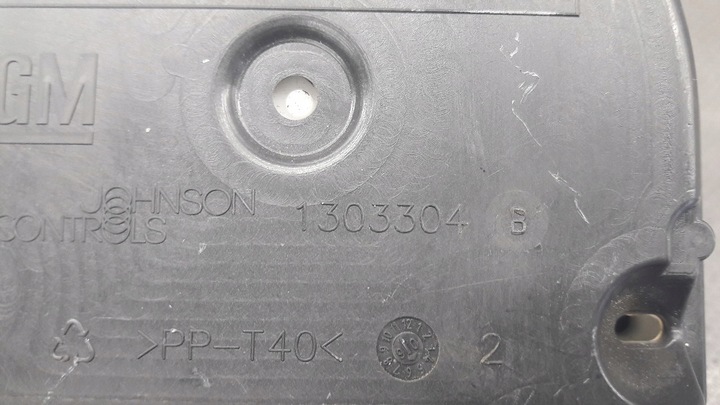 GM
JOHNSON
CONTROLS
1303304 B
>PP-T40< 2